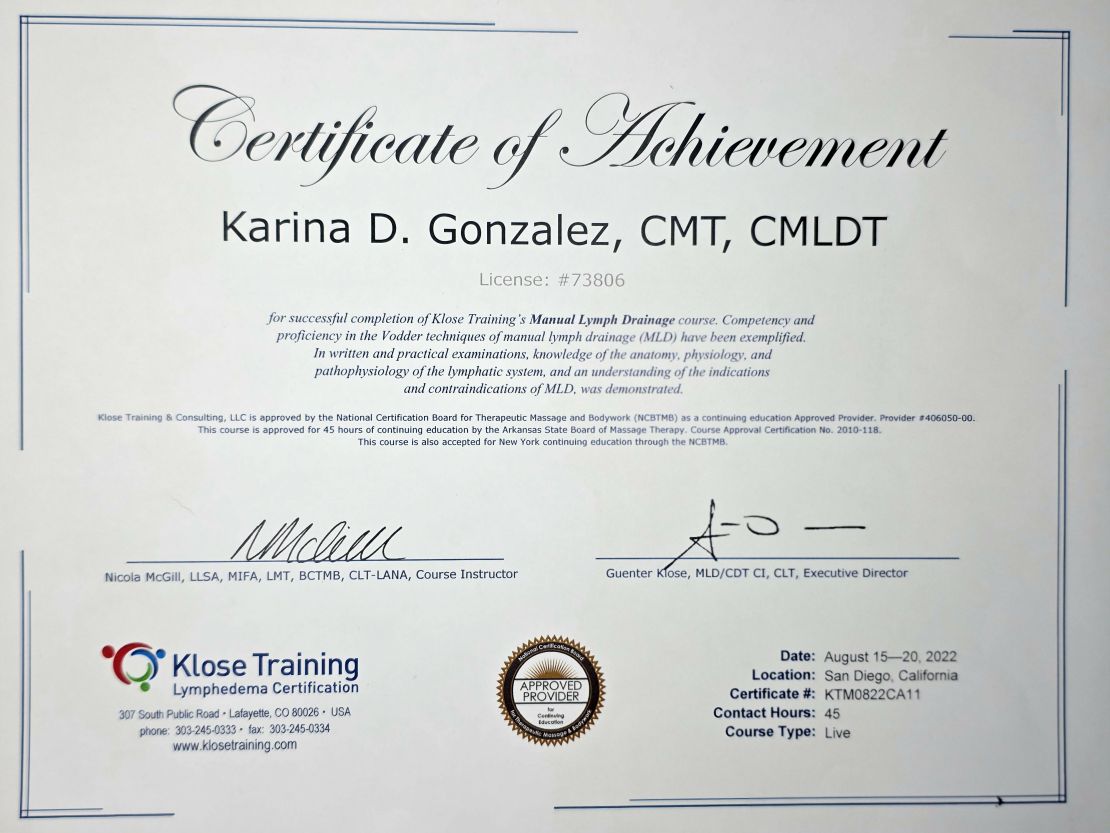 Certificate of Achievement
Karina D. Gonzalez, CMT, CMLDT
License: #73806
for successful completion of Klose Training's Manual Lymph Drainage course. Competency and
proficiency in the Vodder techniques of manual lymph drainage (MLD) have been exemplified.
In written and practical examinations, knowledge of the anatomy, physiology, and
pathophysiology of the lymphatic system, and an understanding of the indications
and contraindications of MLD, was demonstrated.
Klose Training & Consulting, LLC is approved by the National Certification Board for Therapeutic Massage and Bodywork (NCBTMB) as a continuing education Approved Provider. Provider #406050-00.
This course is approved for 45 hours of continuing education by the Arkansas State Board of Massage Therapy. Course Approval Certification No. 2010-118.
This course is also accepted for New York continuing education through the NCBTMB.
Nicola McGill, LLSA, MIFA, LMT, BCTMB, CLT-LANA, Course Instructor
Guenter Klose, MLD/CDT CI, CLT, Executive Director
Klose Training
Lymphedema Certification
307 South Public Road • Lafayette, CO 80026 • USA
phone: 303-245-0333 • fax: 303-245-0334
www.klosetraining.com
National Certification Board
APPROVED
PROVIDER
for
Continuing
Education
for Therapeutic Massage & Bodywork
Date: August 15—20, 2022
Location: San Diego, California
Certificate #: KTM0822CA11
Contact Hours: 45
Course Type: Live